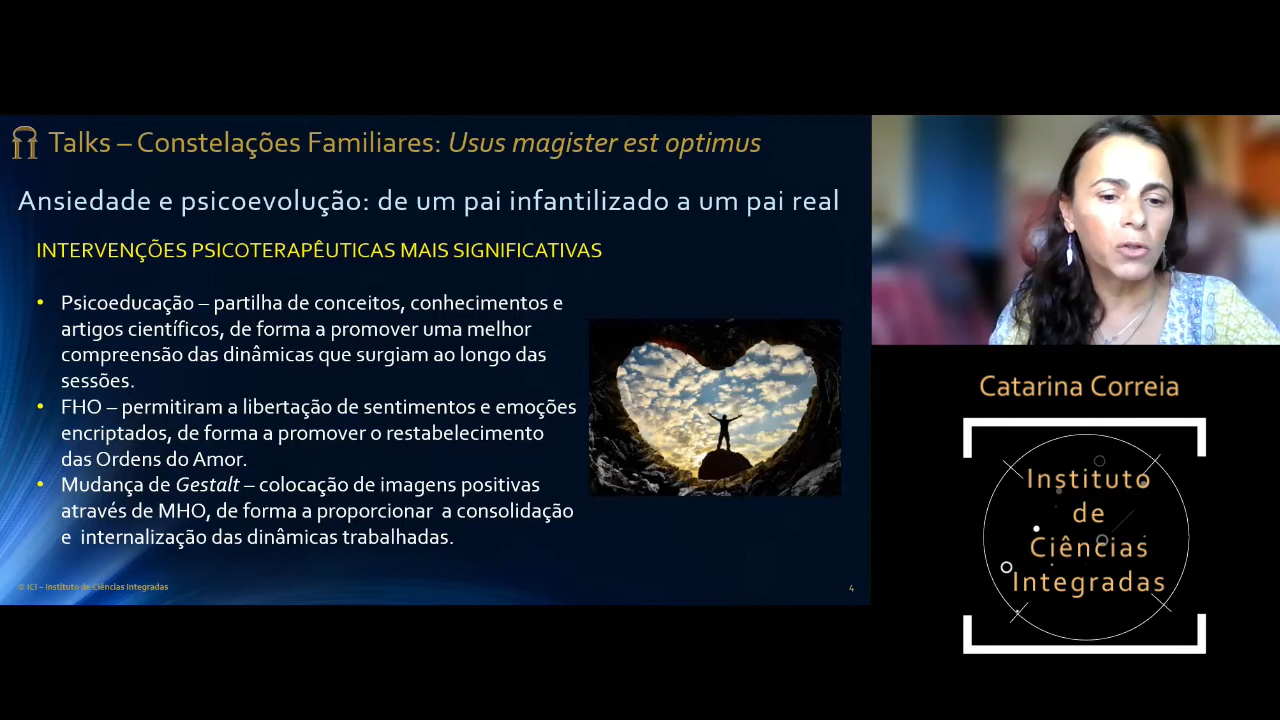 Talks – Constelações Familiares: Usus magister est optimus
Ansiedade e psicoevolução: de um pai infantilizado a um pai real
INTERVENÇÕES PSICOTERAPÊUTICAS MAIS SIGNIFICATIVAS
• Psicoeducação – partilha de conceitos, conhecimentos e
artigos científicos, de forma a promover uma melhor
compreensão das dinâmicas que surgiam ao longo das
sessões.
• FHO – permitiram a libertação de sentimentos e emoções
encriptados, de forma a promover o restabelecimento
das Ordens do Amor.
• Mudança de Gestalt – colocação de imagens positivas
através de MHO, de forma a proporcionar a consolidação
e internalização das dinâmicas trabalhadas.
© ICI – Instituto de Ciências Integradas
4
Catarina Correia
Instituto
de
Ciências
Integradas